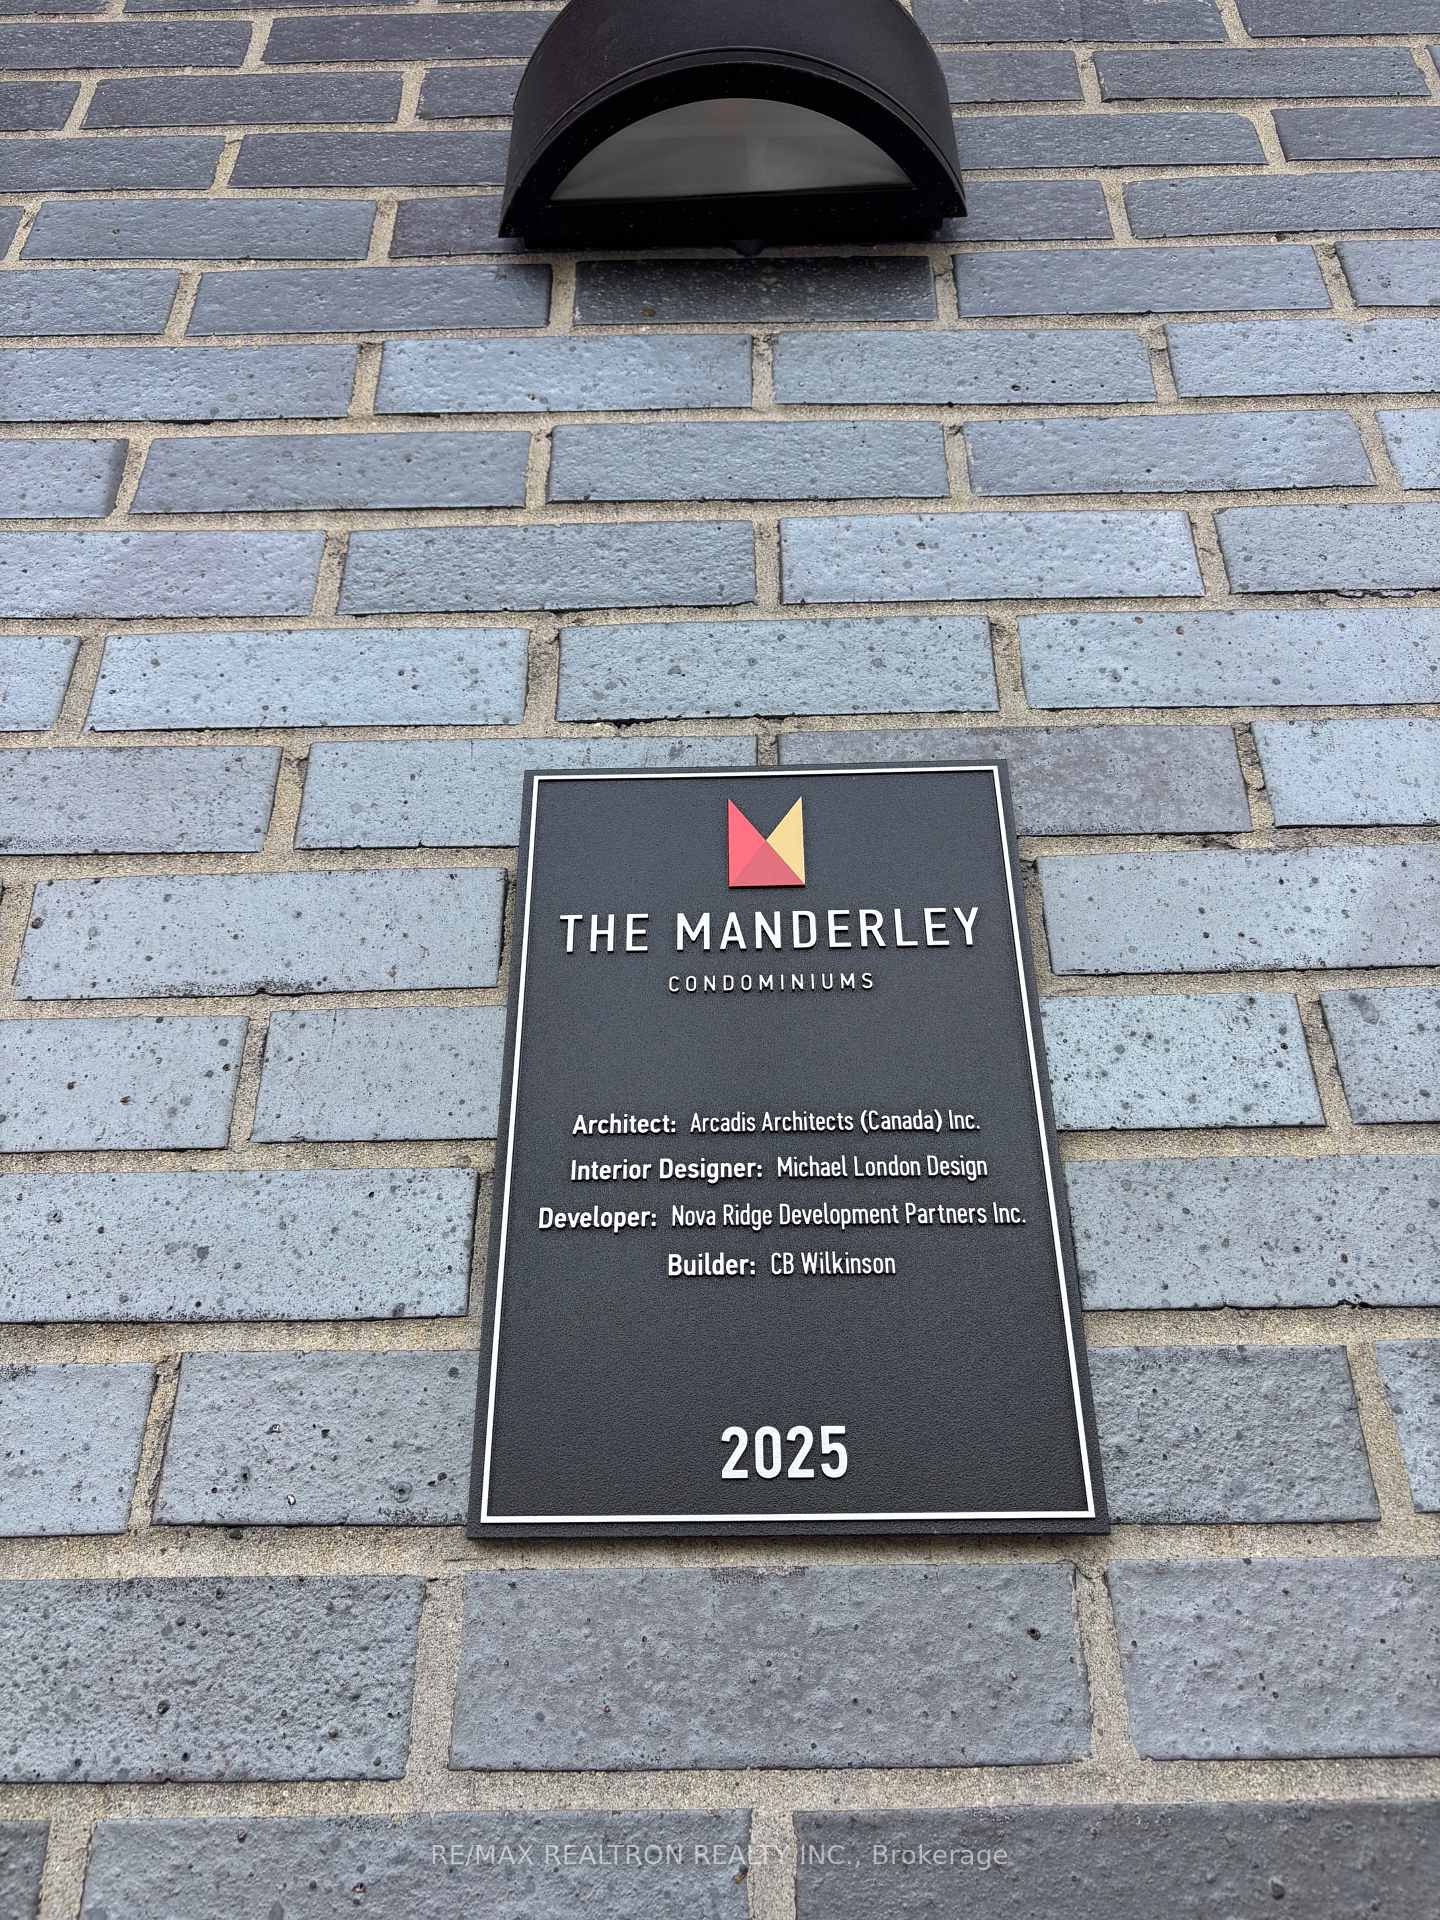 THE MANDERLEY
CONDOMINIUMS
Architect: Arcadis Architects (Canada) Inc.
Interior Designer: Michael London Design
Developer: Nova Ridge Development Partners Inc.
Builder: CB Wilkinson
2025
RE/MAX REALTRON REALTY INC., Brokerage